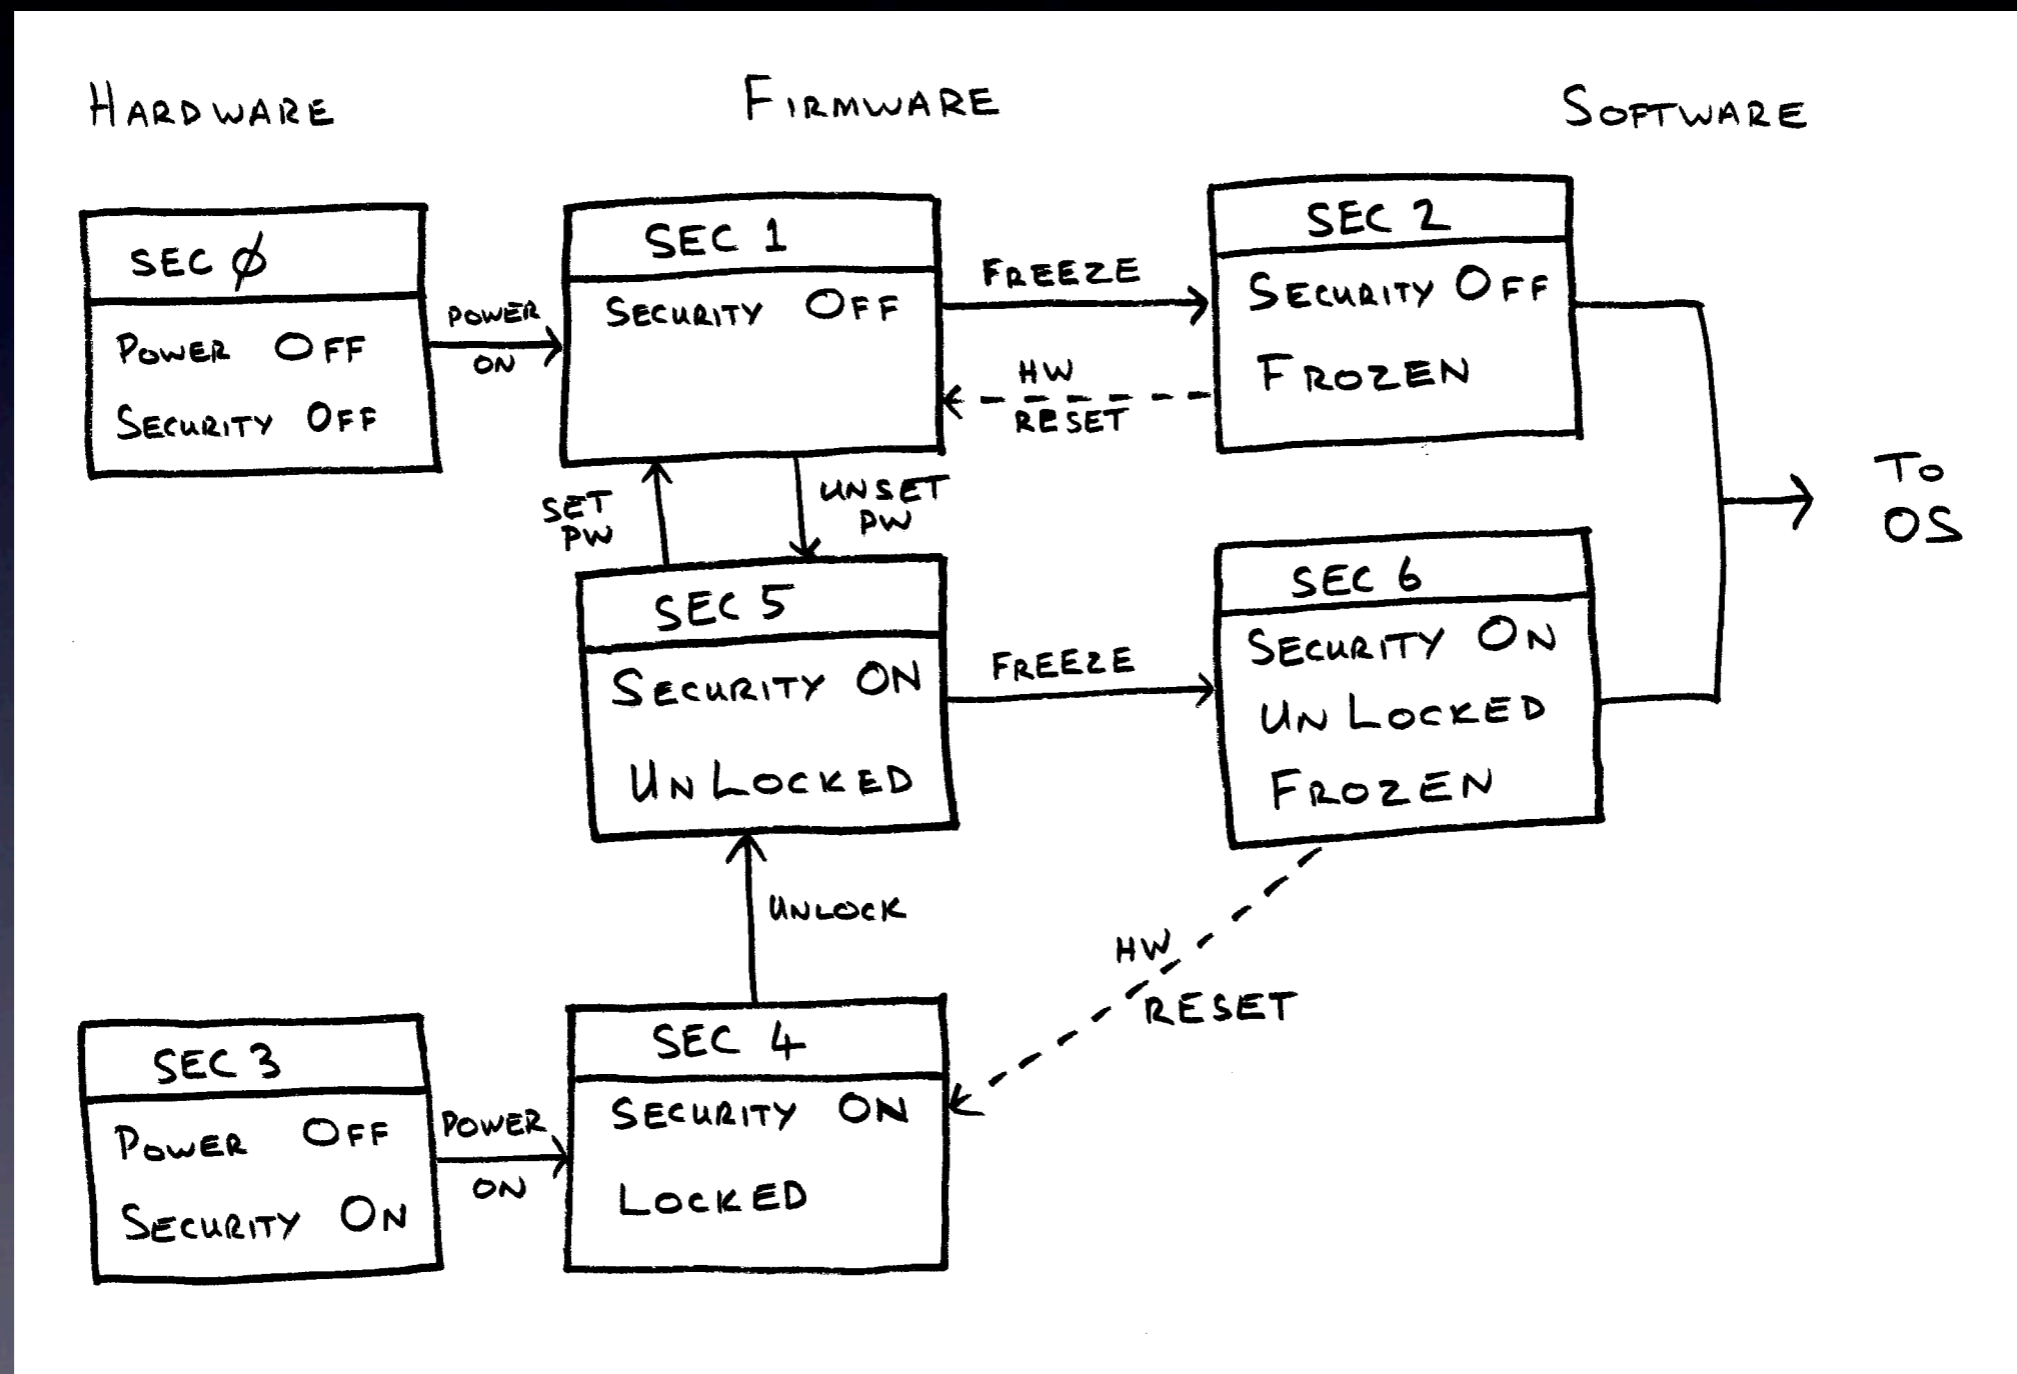 HARDWARE
FIRMWARE
SOFTWARE
SEC Ø
POWER OFF
SECURITY OFF
POWER
ON
SEC 1
SECURITY OFF
FREEZE
HW
RESET
SEC 2
SECURITY OFF
FROZEN
SET
PW
UNSET
PW
TO
OS
SEC 5
SECURITY ON
UNLOCKED
FREEZE
SEC 6
SECURITY ON
UNLOCKED
FROZEN
UNLOCK
HW
RESET
SEC 3
POWER OFF
SECURITY ON
POWER
ON
SEC 4
SECURITY ON
LOCKED